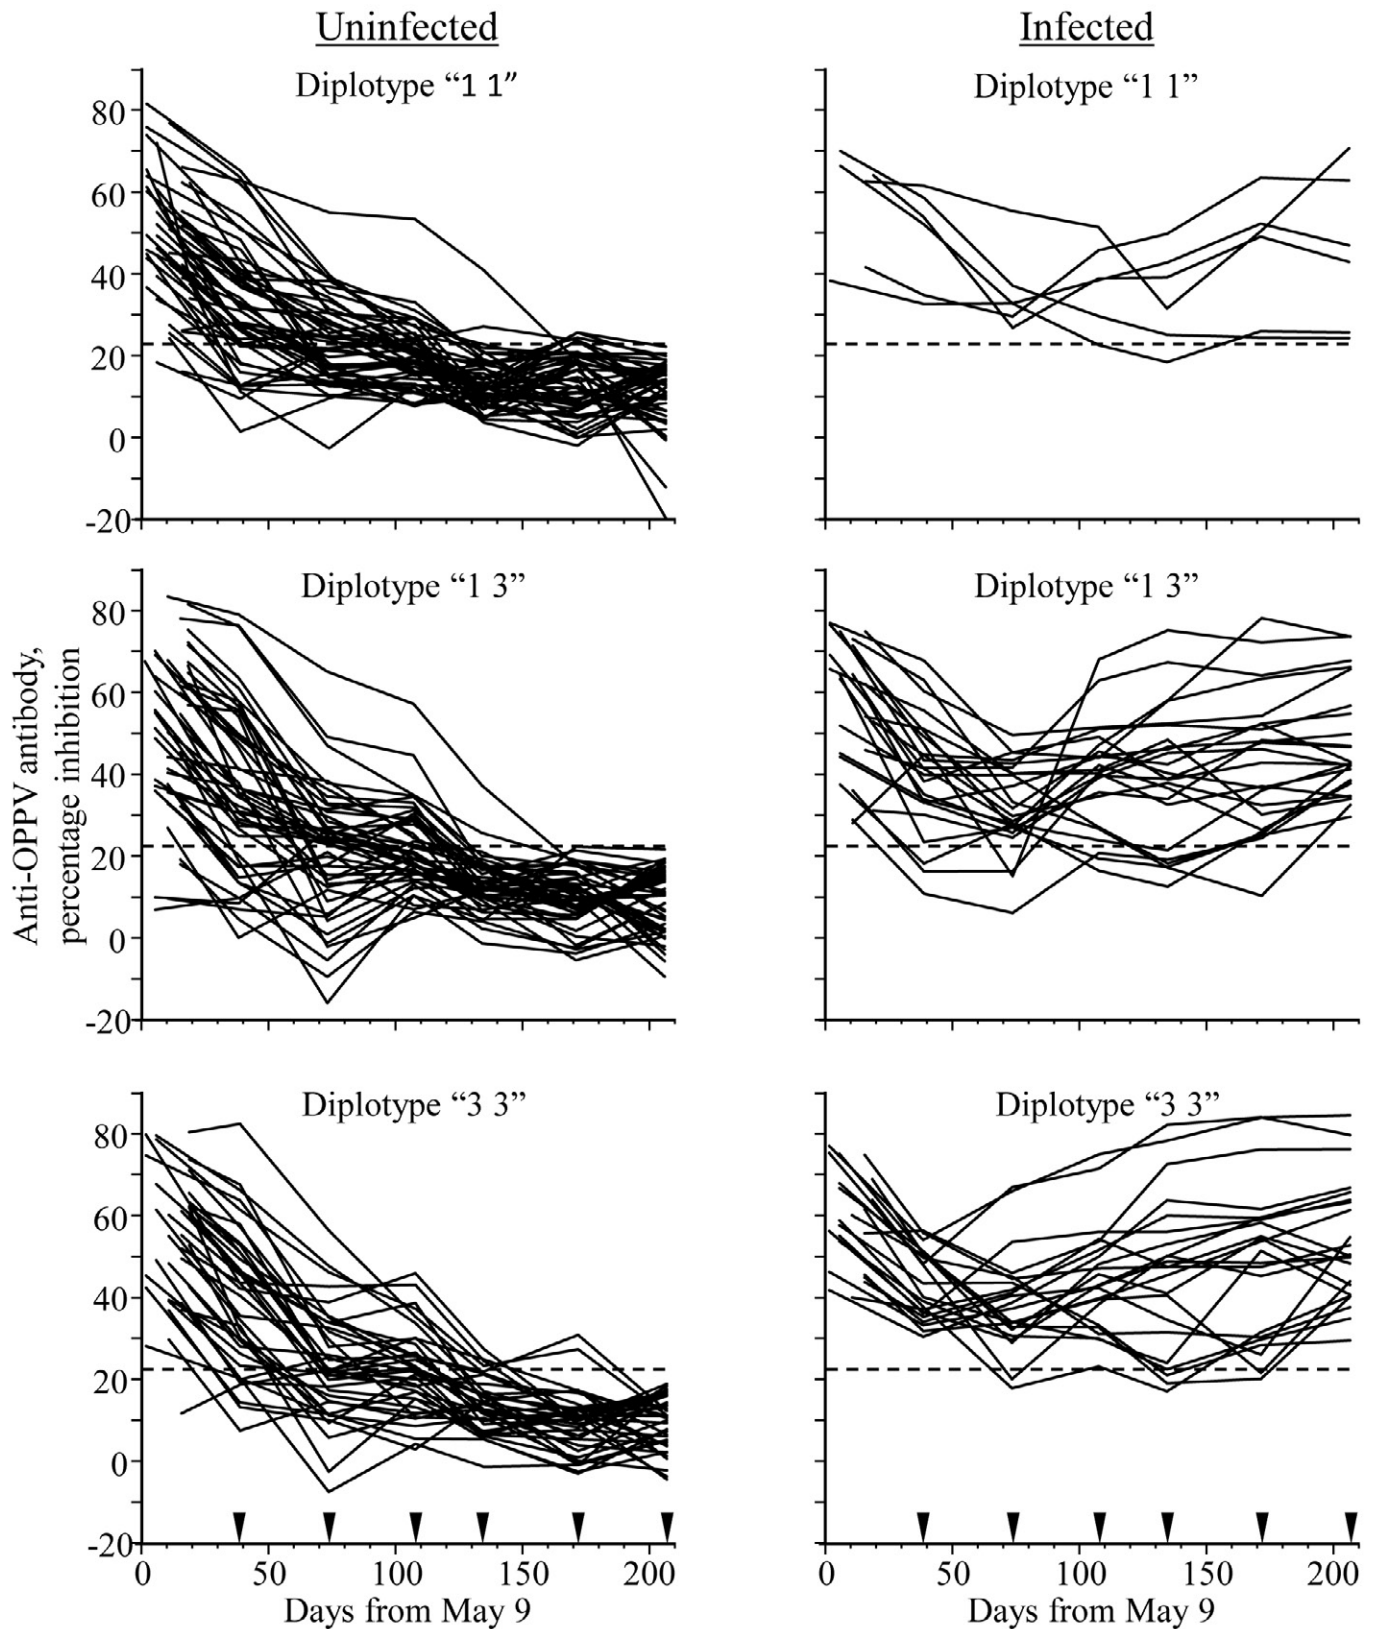 Uninfected
Infected
Diplotype “1 1”
80
60
40
20
0
-20
Diplotype “1 1”
Diplotype “1 3”
80
60
40
20
0
-20
Diplotype “1 3”
Anti-OPPV antibody,
percentage inhibition
Diplotype “3 3”
80
60
40
20
0
-20
0 50 100 150 200
Days from May 9
Diplotype “3 3”
0 50 100 150 200
Days from May 9